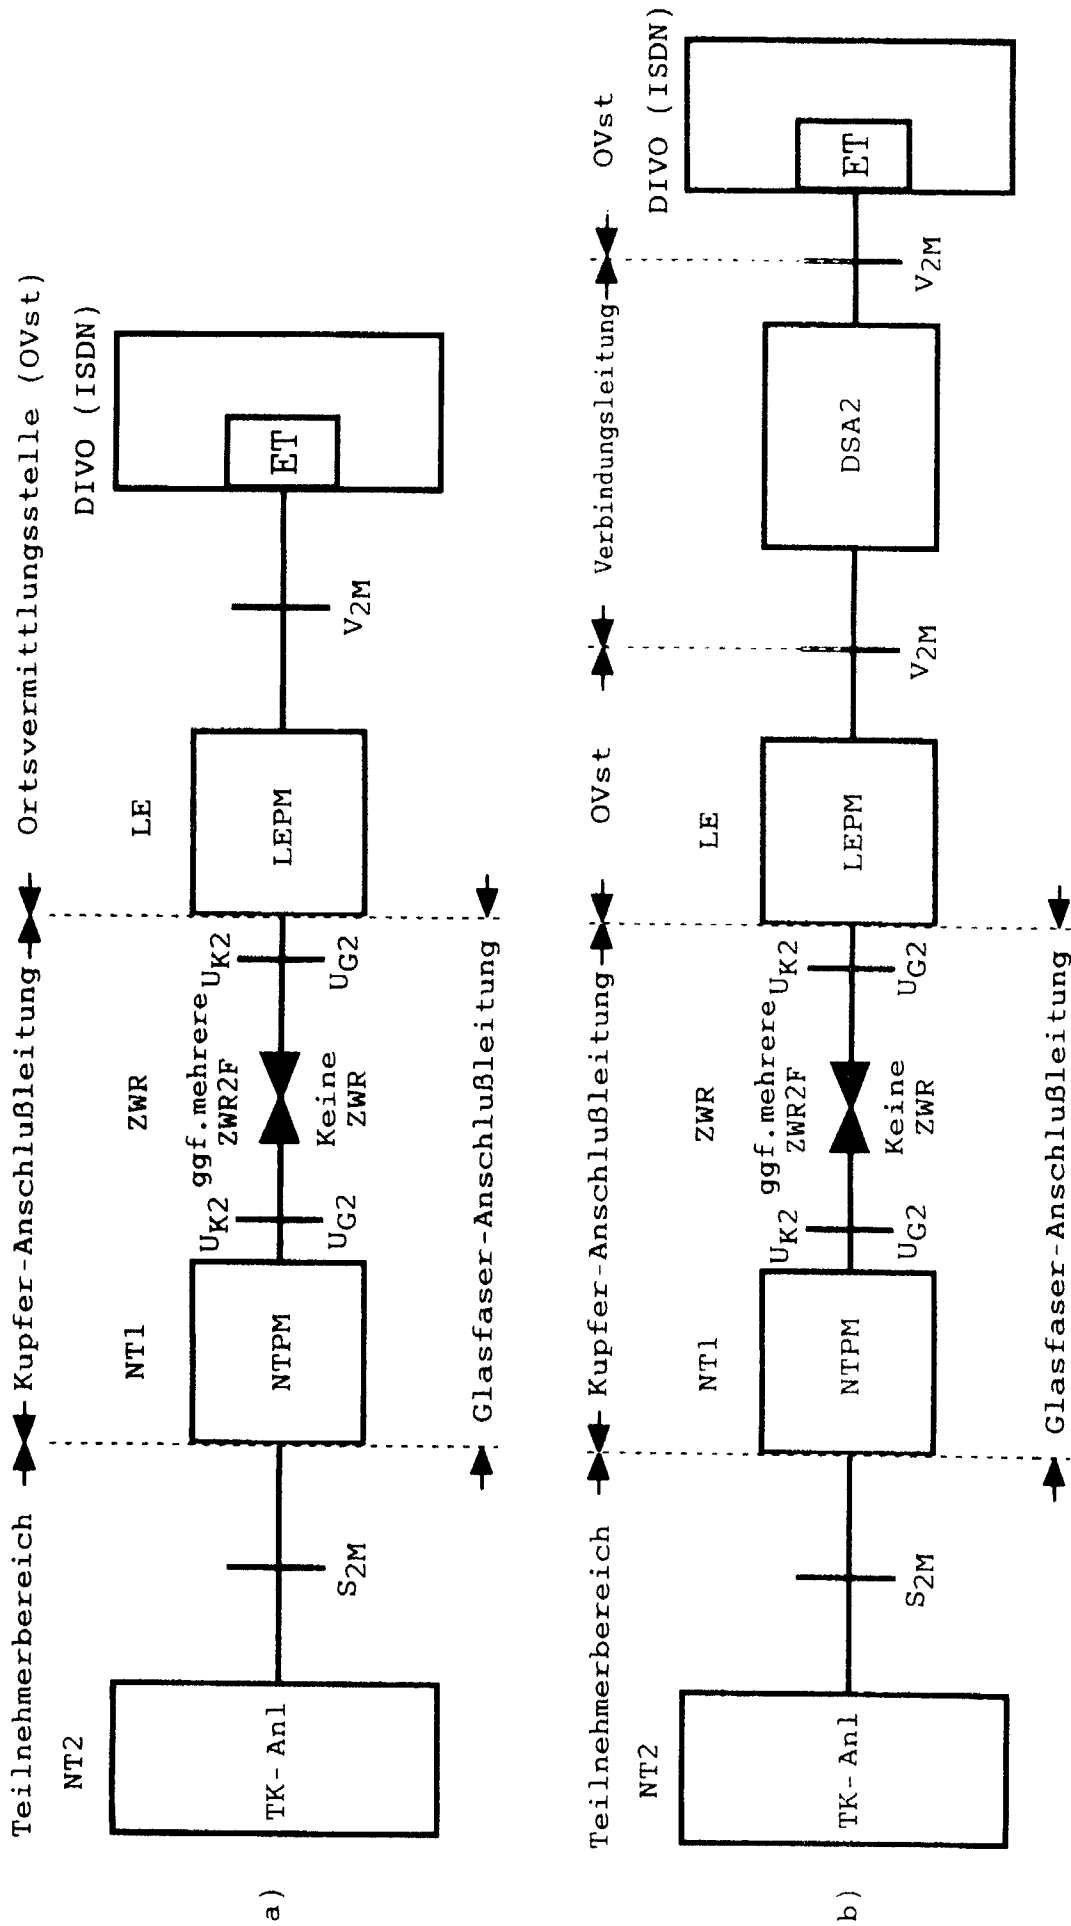 a)
Teilnehmerbereich
Kupfer-Anschlußleitung
Ortsvermittlungsstelle (OVst)
NT2
NT1
ZWR
LE
DIVO (ISDN)
TK-Anl
S2M
NTPM
UK2
UG2
ggf.mehrere
ZWR2F
Keine
ZWR
UK2
UG2
LEPM
V2M
ET
Glasfaser-Anschlußleitung
b)
Teilnehmerbereich
Kupfer-Anschlußleitung
OVst
Verbindungsleitung
OVst
NT2
NT1
ZWR
LE
DIVO (ISDN)
TK-Anl
S2M
NTPM
UK2
UG2
ggf.mehrere
ZWR2F
Keine
ZWR
UK2
UG2
LEPM
V2M
DSA2
V2M
ET
Glasfaser-Anschlußleitung